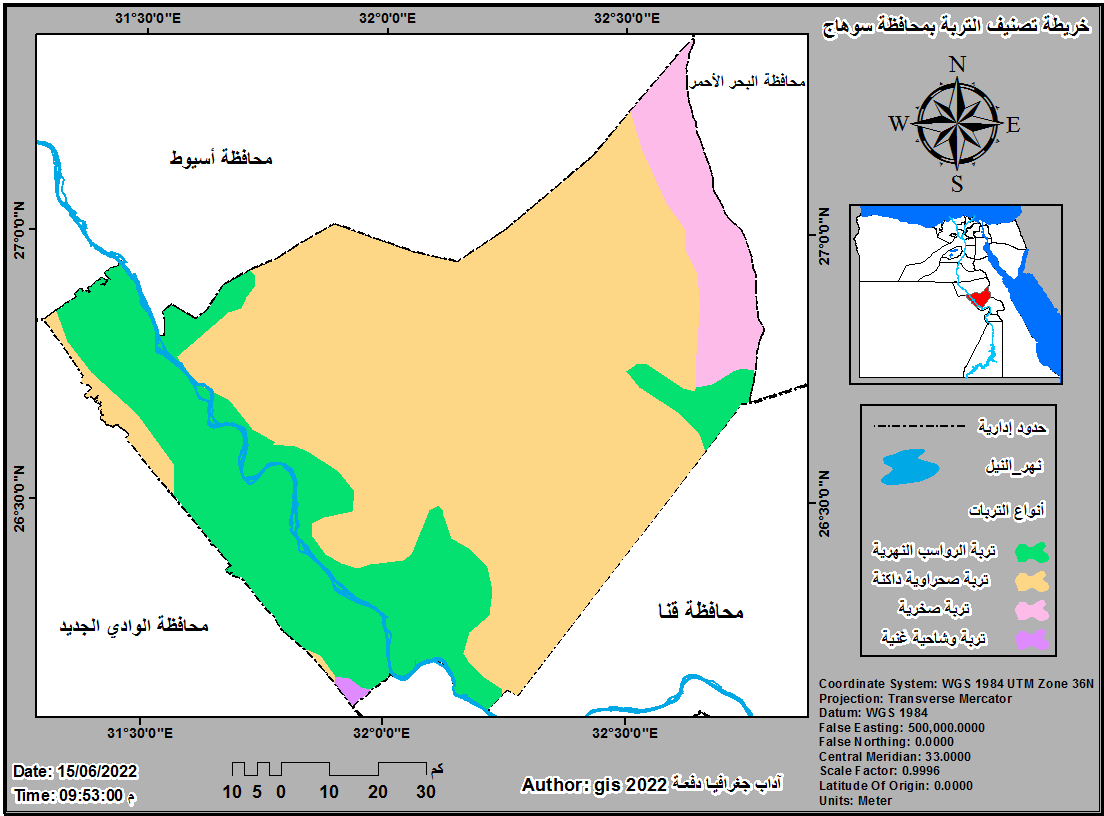 خريطة تصنيف التربة بمحافظة سوهاج
31°30'0"E 32°0'0"E 32°30'0"E
27°0'0"N
26°30'0"N
27°0'0"N
26°30'0"N
31°30'0"E 32°0'0"E 32°30'0"E
محافظة البحر الأحمر
محافظة أسيوط
محافظة قنا
محافظة الوادي الجديد
N
W E
S
حدود إدارية
نهر_النيل
أنواع التربات
تربة الرواسب النهرية
تربة صحراوية داكنة
تربة صخرية
تربة وشاحية غنية
Coordinate System: WGS 1984 UTM Zone 36N
Projection: Transverse Mercator
Datum: WGS 1984
False Easting: 500,000.0000
False Northing: 0.0000
Central Meridian: 33.0000
Scale Factor: 0.9996
Latitude Of Origin: 0.0000
Units: Meter
Date: 15/06/2022
Time: 09:53:00 م
كم
10 5 0 10 20 30
Author: gis 2022 آداب جغرافيا دفعة